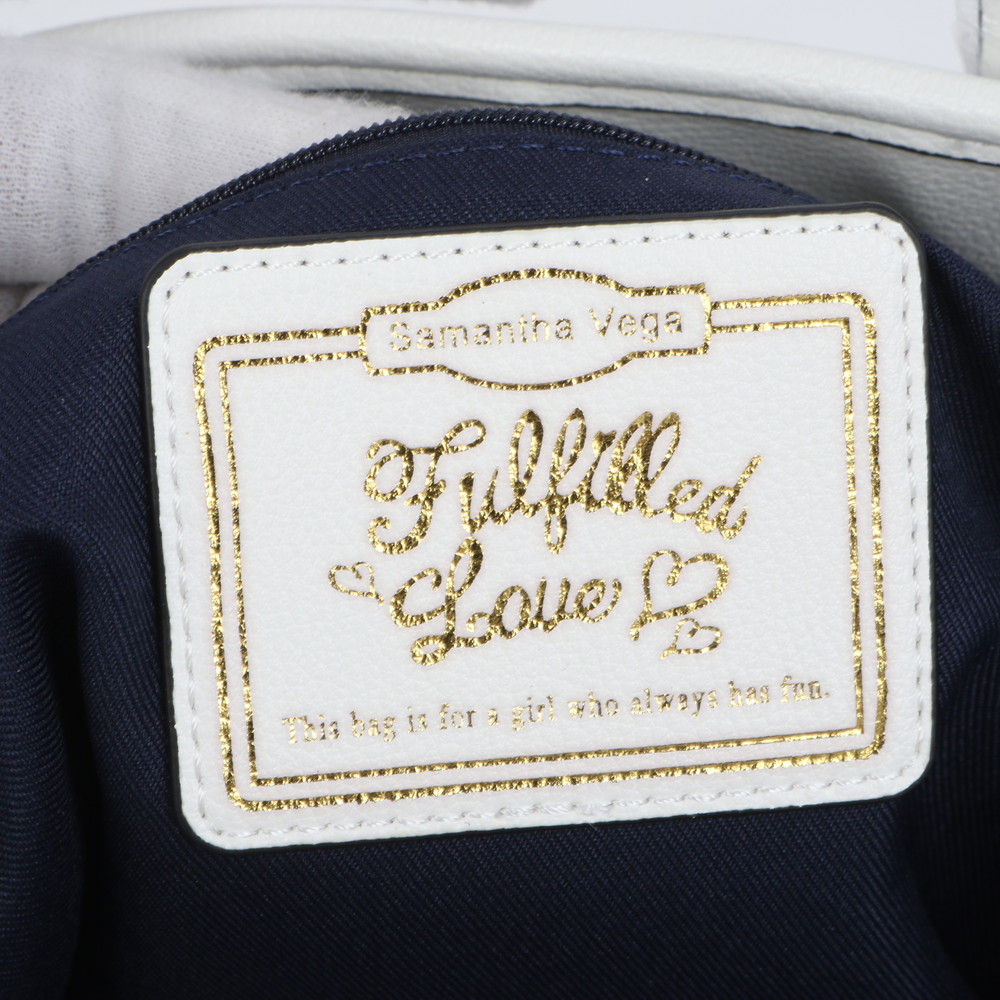 Samantha Vega
Fulfilled
Love
This bag is for a girl who always has fun.